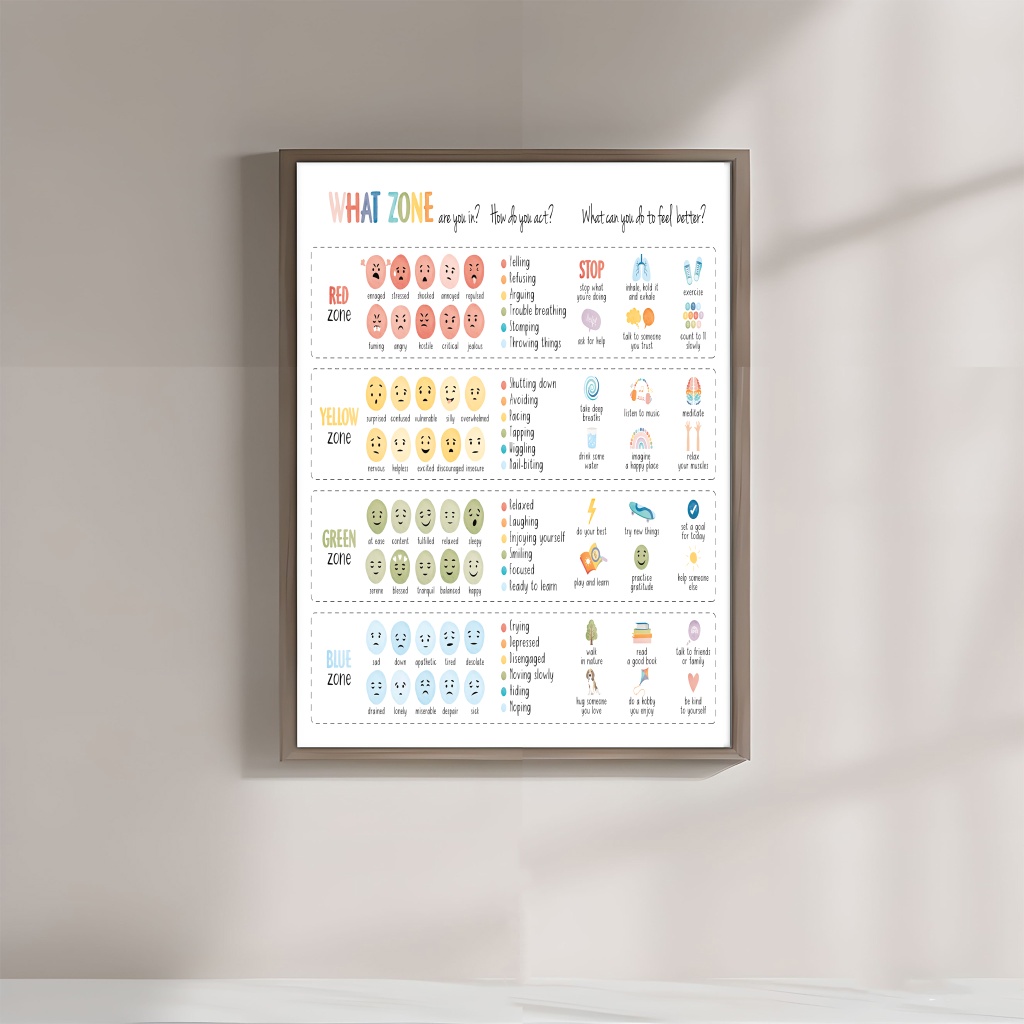 WHAT ZONE are you in? How do you act? What can you do to feel better?
RED
zone
enraged stressed shocked annoyed repulsed
fuming angry hostile critical jealous
Yelling
Refusing
Arguing
Trouble breathing
Stomping
Throwing things
STOP
stop what
you're doing
inhale, hold it
and exhale
exercise
ask for help
talk to someone
you trust
count to
slowly
YELLOW
zone
surprised confused vulnerable silly overwhelmed
nervous helpless excited discouraged insecure
Shutting down
Avoiding
Pacing
Tapping
Wiggling
Nail-biting
take deep
breaths
listen to music
meditate
drink some
water
imagine
a happy place
relax
your muscles
GREEN
zone
at ease content fulfilled relaxed sleepy
serene blessed tranquil balanced happy
Relaxed
Laughing
Enjoying yourself
Smiling
Focused
Ready to learn
do your best
try new things
set a goal
for today
play and learn
practice
gratitude
help someone
else
BLUE
zone
sad down apathetic tired desolate
drained lonely miserable despair sick
Crying
Depressed
Disengaged
Moving slowly
Hiding
Moping
walk
in nature
read
a good book
talk to friends
or family
hug someone
you love
do a hobby
you enjoy
be kind
to yourself